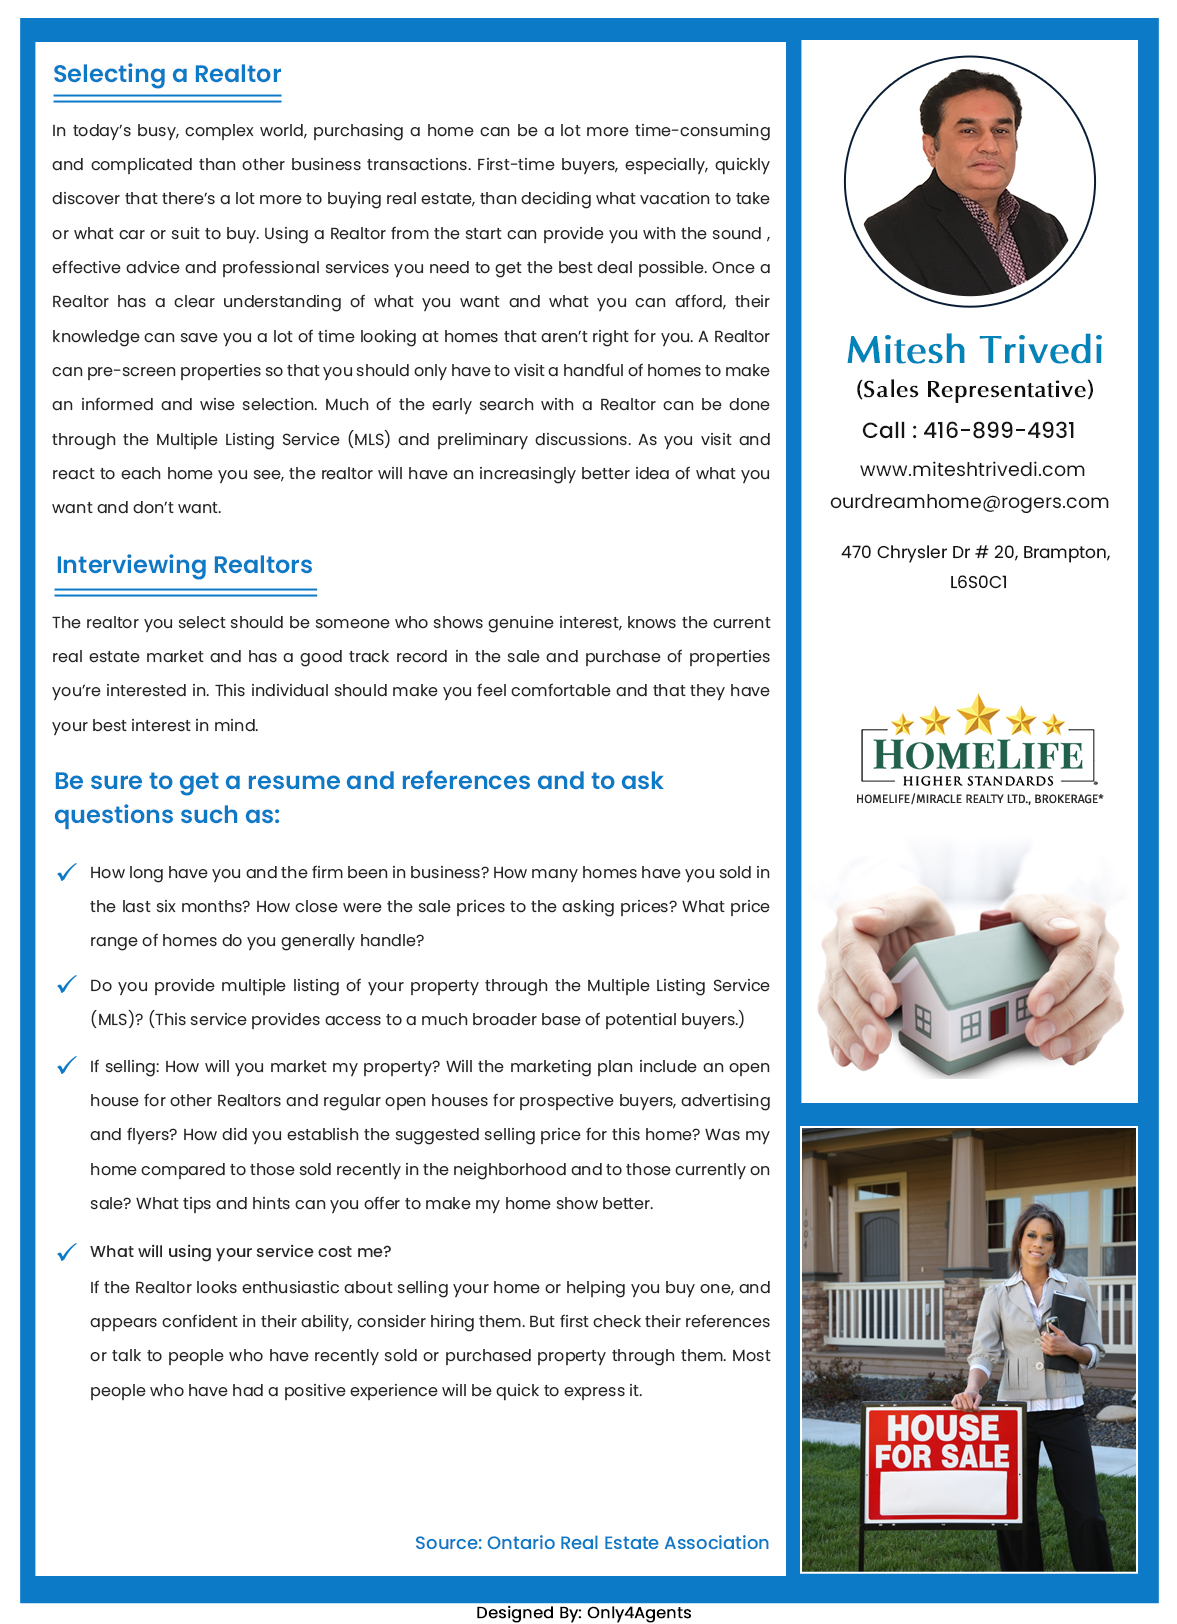 Selecting a Realtor
In today's busy, complex world, purchasing a home can be a lot more time-consuming
and complicated than other business transactions. First-time buyers, especially, quickly
discover that there's a lot more to buying real estate, than deciding what vacation to take
or what car or suit to buy. Using a Realtor from the start can provide you with the sound ,
effective advice and professional services you need to get the best deal possible. Once a
Realtor has a clear understanding of what you want and what you can afford, their
knowledge can save you a lot of time looking at homes that aren't right for you. A Realtor
can pre-screen properties so that you should only have to visit a handful of homes to make
an informed and wise selection. Much of the early search with a Realtor can be done
through the Multiple Listing Service (MLS) and preliminary discussions. As you visit and
react to each home you see, the realtor will have an increasingly better idea of what you
want and don't want.
Interviewing Realtors
The realtor you select should be someone who shows genuine interest, knows the current
real estate market and has a good track record in the sale and purchase of properties
you're interested in. This individual should make you feel comfortable and that they have
your best interest in mind.
Be sure to get a resume and references and to ask
questions such as:
How long have you and the firm been in business? How many homes have you sold in
the last six months? How close were the sale prices to the asking prices? What price
range of homes do you generally handle?
Do you provide multiple listing of your property through the Multiple Listing Service
(MLS)? (This service provides access to a much broader base of potential buyers.)
If selling: How will you market my property? Will the marketing plan include an open
house for other Realtors and regular open houses for prospective buyers, advertising
and flyers? How did you establish the suggested selling price for this home? Was my
home compared to those sold recently in the neighborhood and to those currently on
sale? What tips and hints can you offer to make my home show better.
What will using your service cost me?
If the Realtor looks enthusiastic about selling your home or helping you buy one, and
appears confident in their ability, consider hiring them. But first check their references
or talk to people who have recently sold or purchased property through them. Most
people who have had a positive experience will be quick to express it.
Source: Ontario Real Estate Association
Mitesh Trivedi
(Sales Representative)
Call : 416-899-4931
www.miteshtrivedi.com
ourdreamhome@rogers.com
470 Chrysler Dr # 20, Brampton,
L6S0C1
HOMELIFE
HIGHER STANDARDS
HOMELIFE/MIRACLE REALTY LTD., BROKERAGE*
1004
HOUSE
FOR SALE
Designed By: Only4Agents